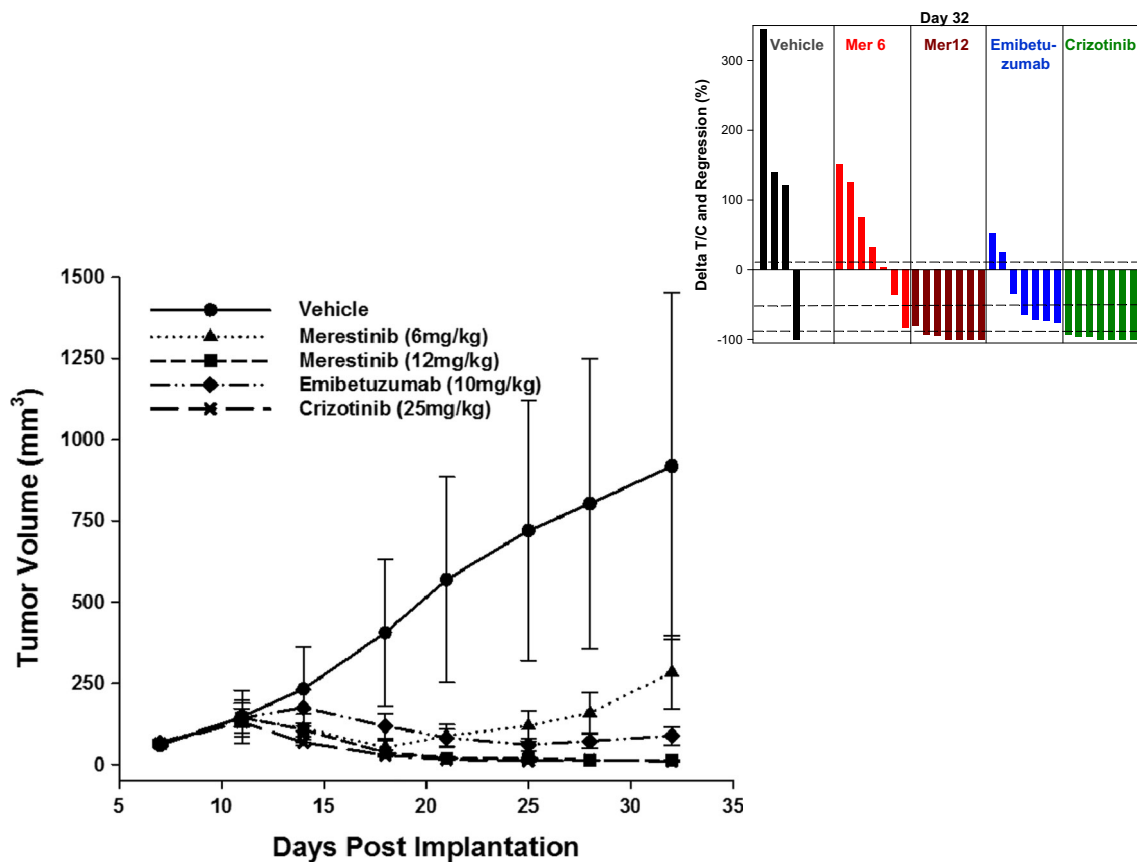 Day 32
Vehicle
Mer 6
Mer12
Emibetu-
zumab
Crizotinib
Delta T/C and Regression (%)
300
200
100
0
-100
1500
1250
1000
750
500
250
0
Tumor Volume (mm³)
Vehicle
Merestinib (6mg/kg)
Merestinib (12mg/kg)
Emibetuzumab (10mg/kg)
Crizotinib (25mg/kg)
5 10 15 20 25 30 35
Days Post Implantation